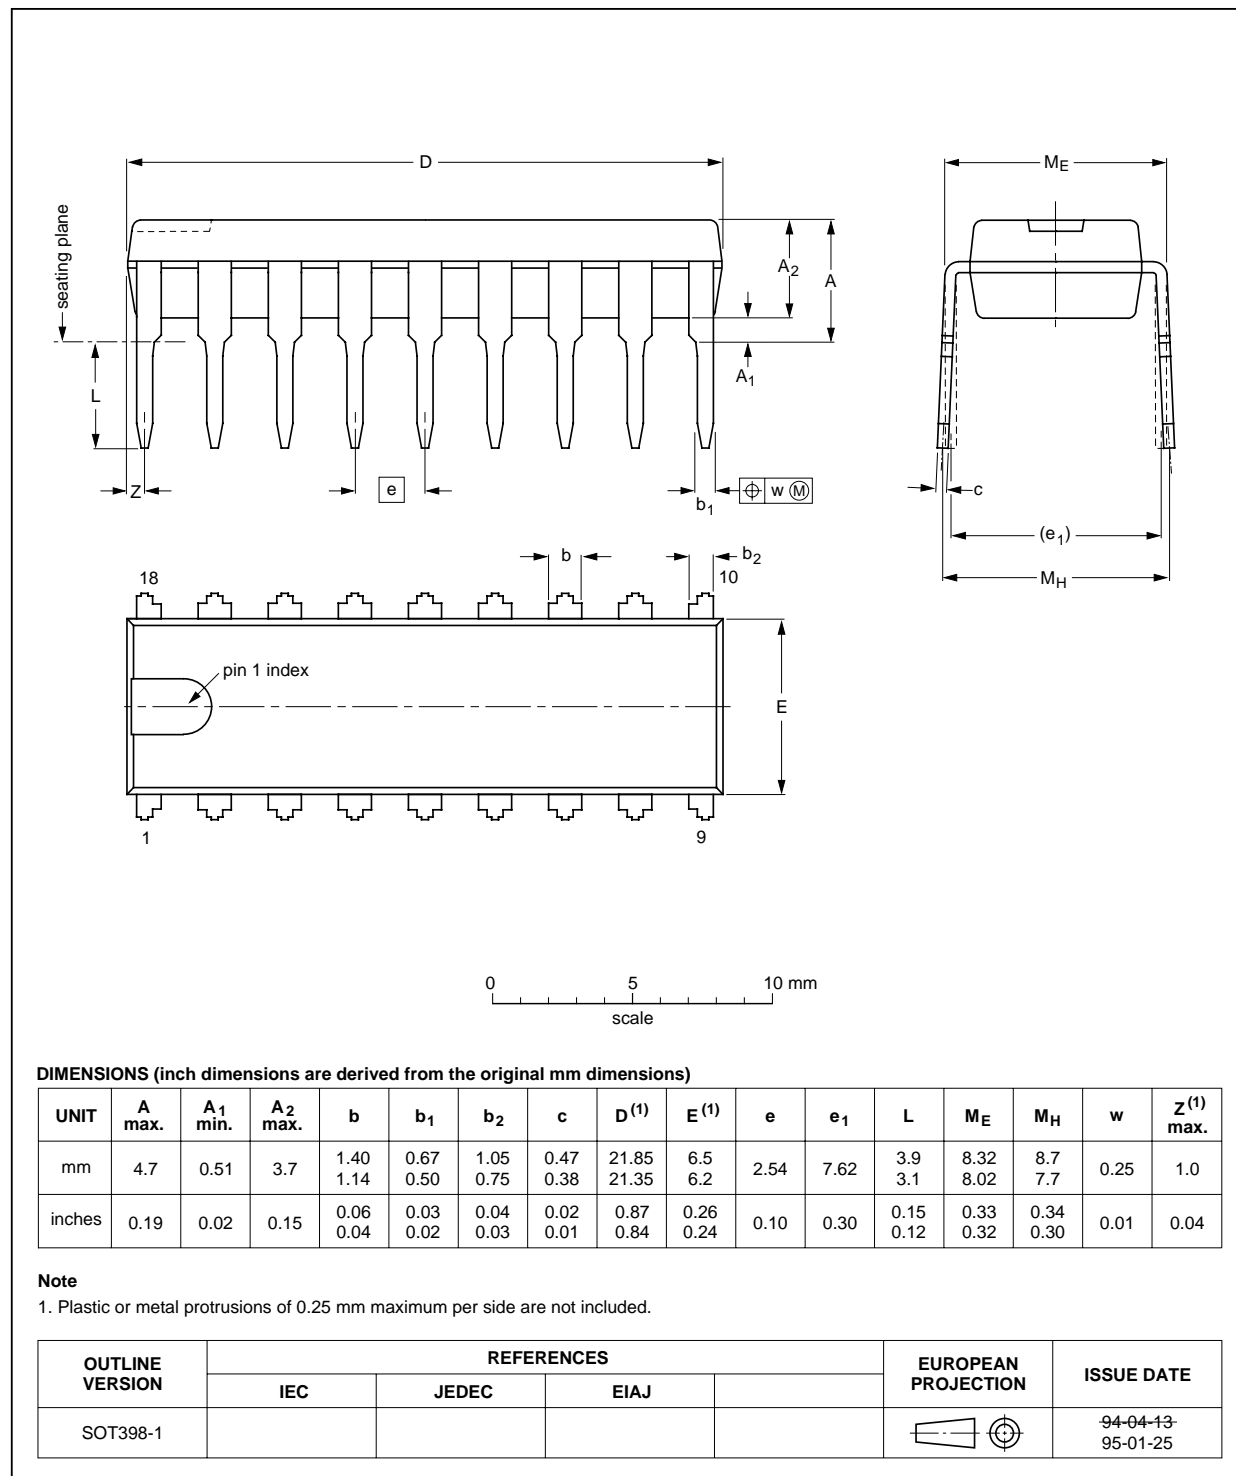 D
ME
seating plane
A2
A
A1
L
Z
e
b1
w M
c
(e1)
MH
b
b2
18
10
pin 1 index
E
1
9
0 5 10 mm
scale
DIMENSIONS (inch dimensions are derived from the original mm dimensions)
UNIT A max. A1 min. A2 max. b b1 b2 c D(1) E(1) e e1 L ME MH w Z(1) max.
mm 4.7 0.51 3.7 1.40 1.14 0.67 0.50 1.05 0.75 0.47 0.38 21.85 21.35 6.5 6.2 2.54 7.62 3.9 3.1 8.32 8.02 8.7 7.7 0.25 1.0
inches 0.19 0.02 0.15 0.06 0.04 0.03 0.02 0.04 0.03 0.02 0.01 0.87 0.84 0.26 0.24 0.10 0.30 0.15 0.12 0.33 0.32 0.34 0.30 0.01 0.04
Note
1. Plastic or metal protrusions of 0.25 mm maximum per side are not included.
OUTLINE VERSION REFERENCES EUROPEAN PROJECTION ISSUE DATE
IEC JEDEC EIAJ
SOT398-1 94-04-13
95-01-25